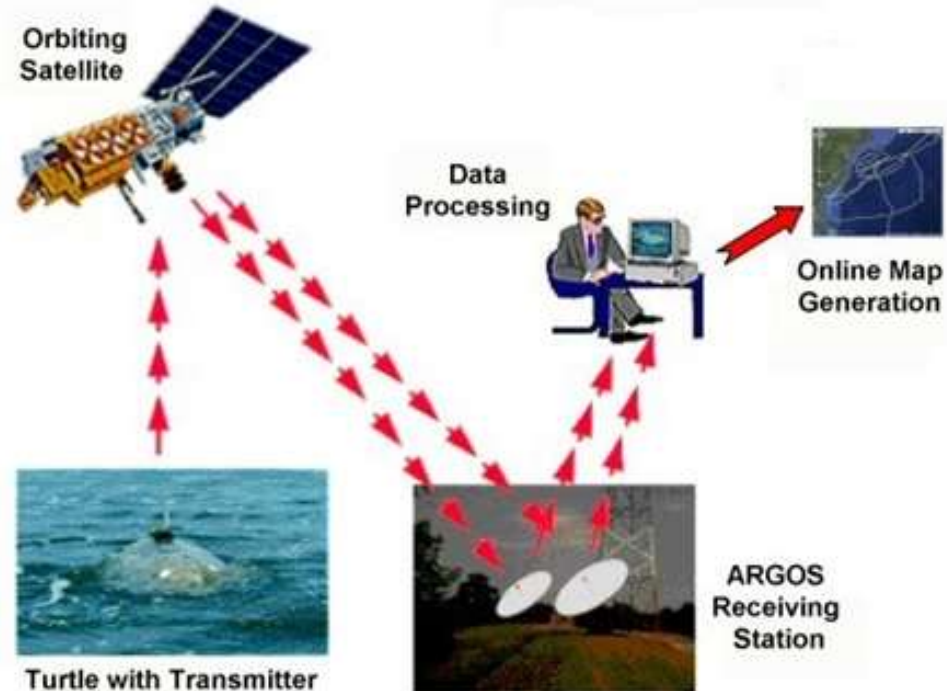 Orbiting
Satellite
Data
Processing
Online Map
Generation
ARGOS
Receiving
Station
Turtle with Transmitter